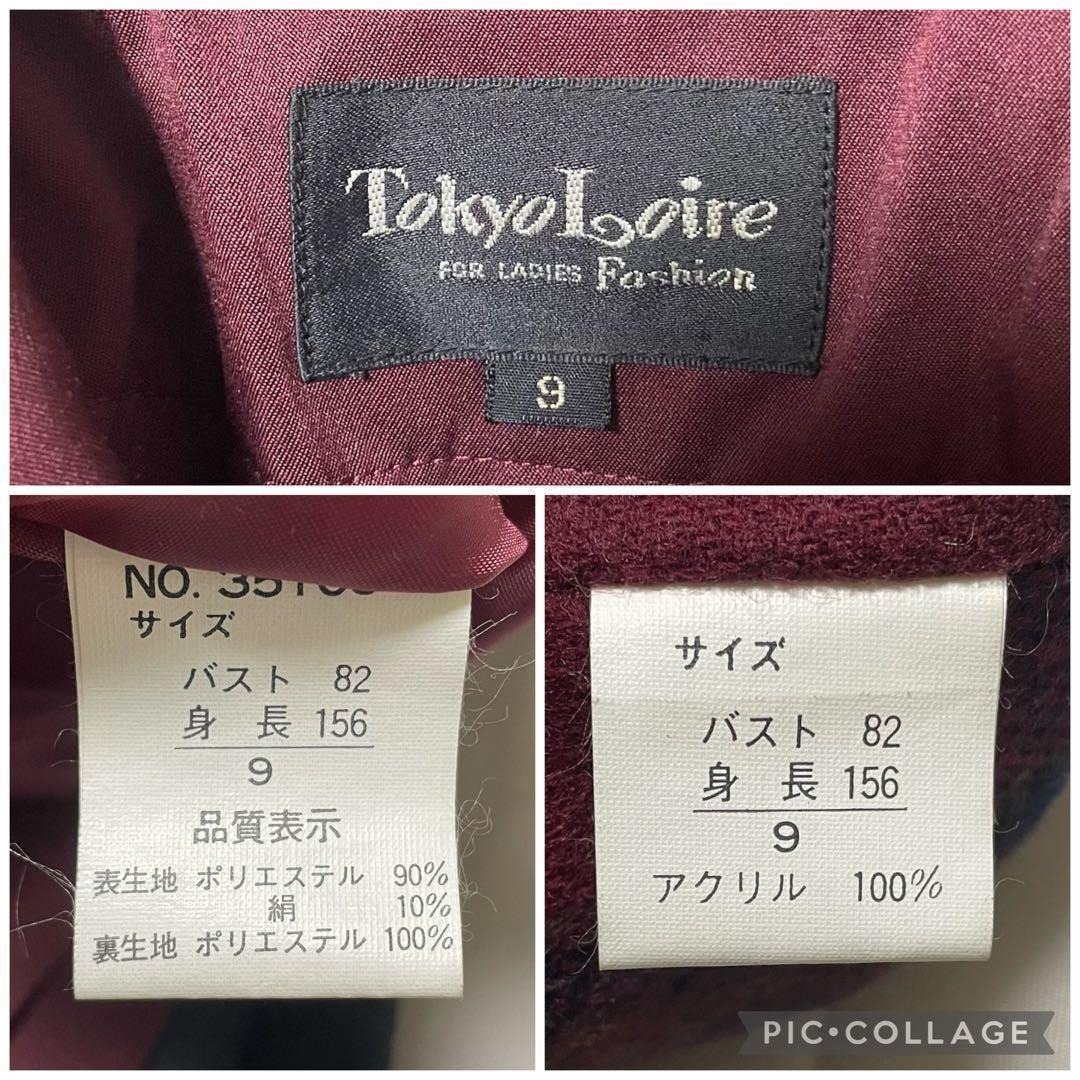 Tokyo Loire
FOR LADIES Fashion
9
サイズ
バスト 82
身長 156
9
品質表示
表生地 ポリエステル 90%
絹 10%
裏生地 ポリエステル 100%
サイズ
バスト 82
身長 156
9
アクリル 100%
PIC•COLLAGE